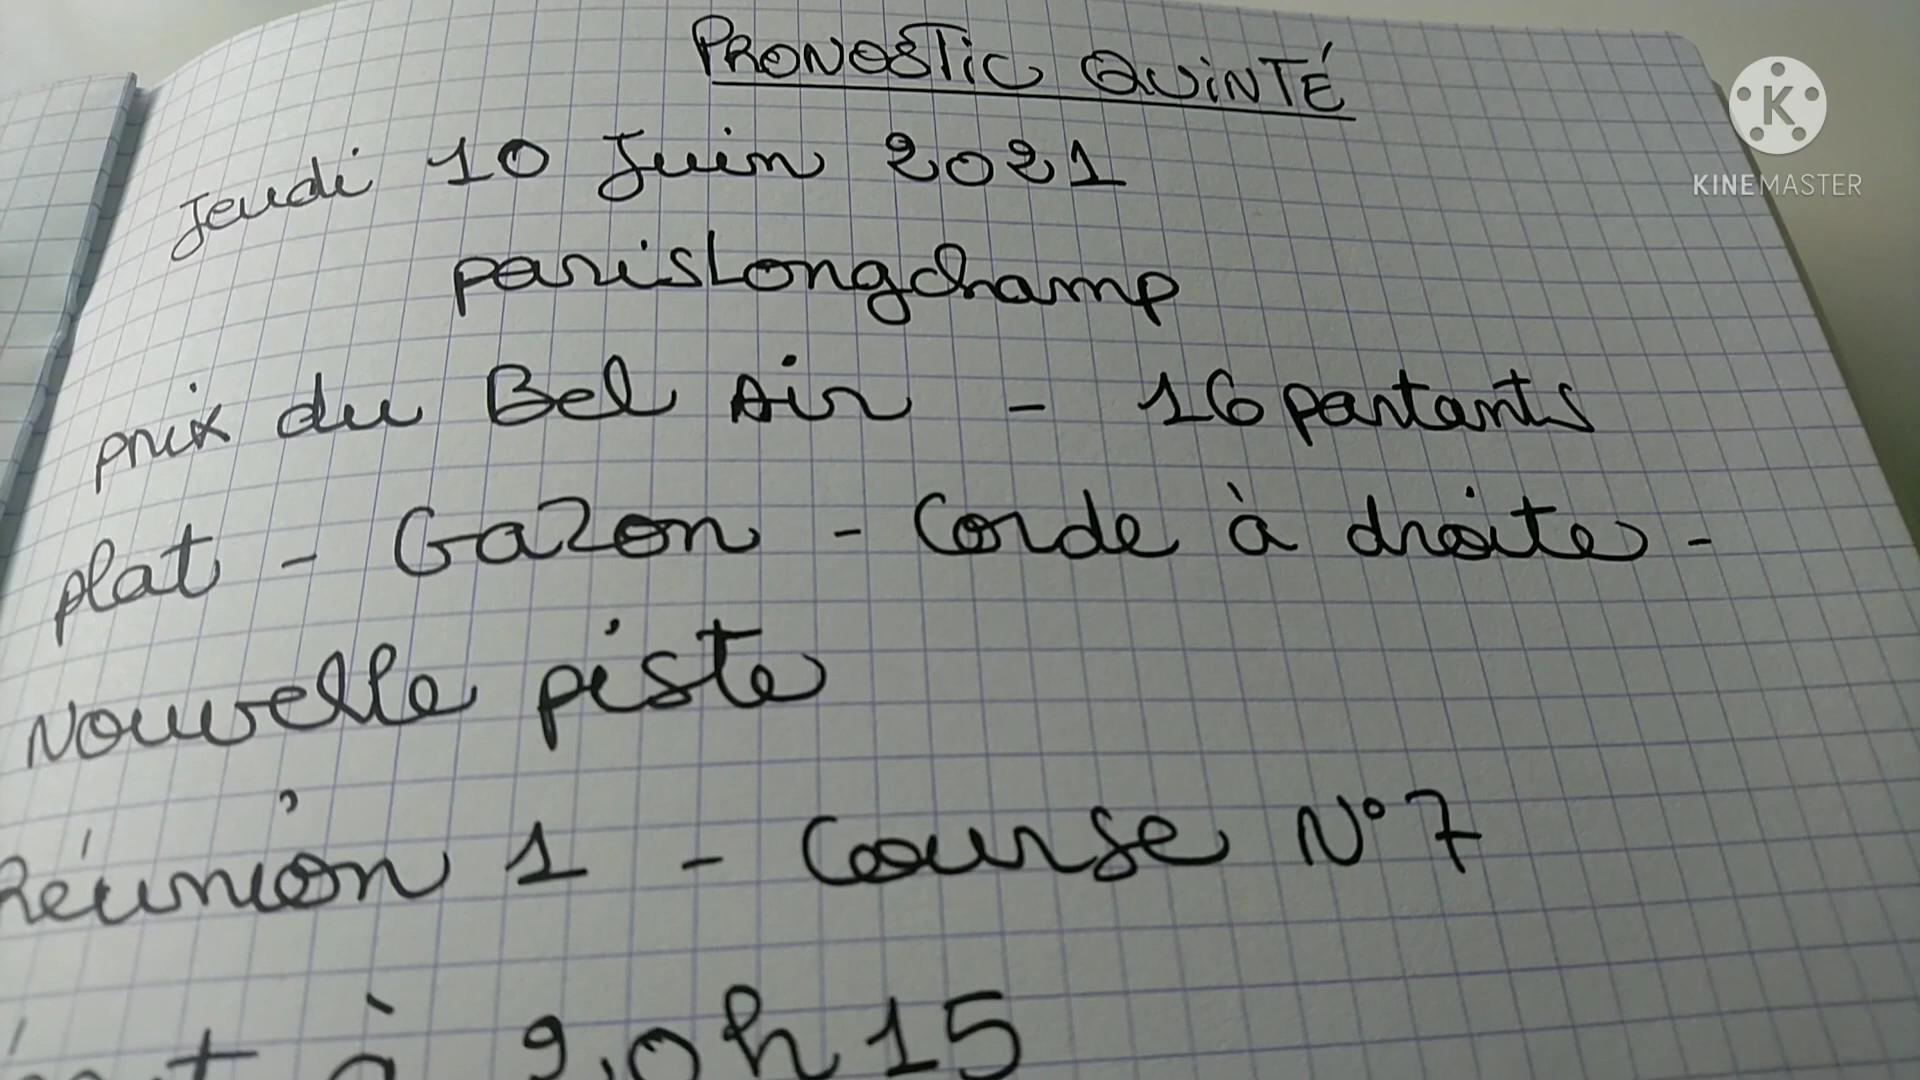 PRONOSTIC QUINTÉ
Jeudi 10 Juin 2021
parisLongchamp
prix du Bel Air - 16 partants
plat - Gazon - Corde à droite -
Nouvelle piste
Réunion 1 - Course N°7
à 20h15
K
KINEMASTER